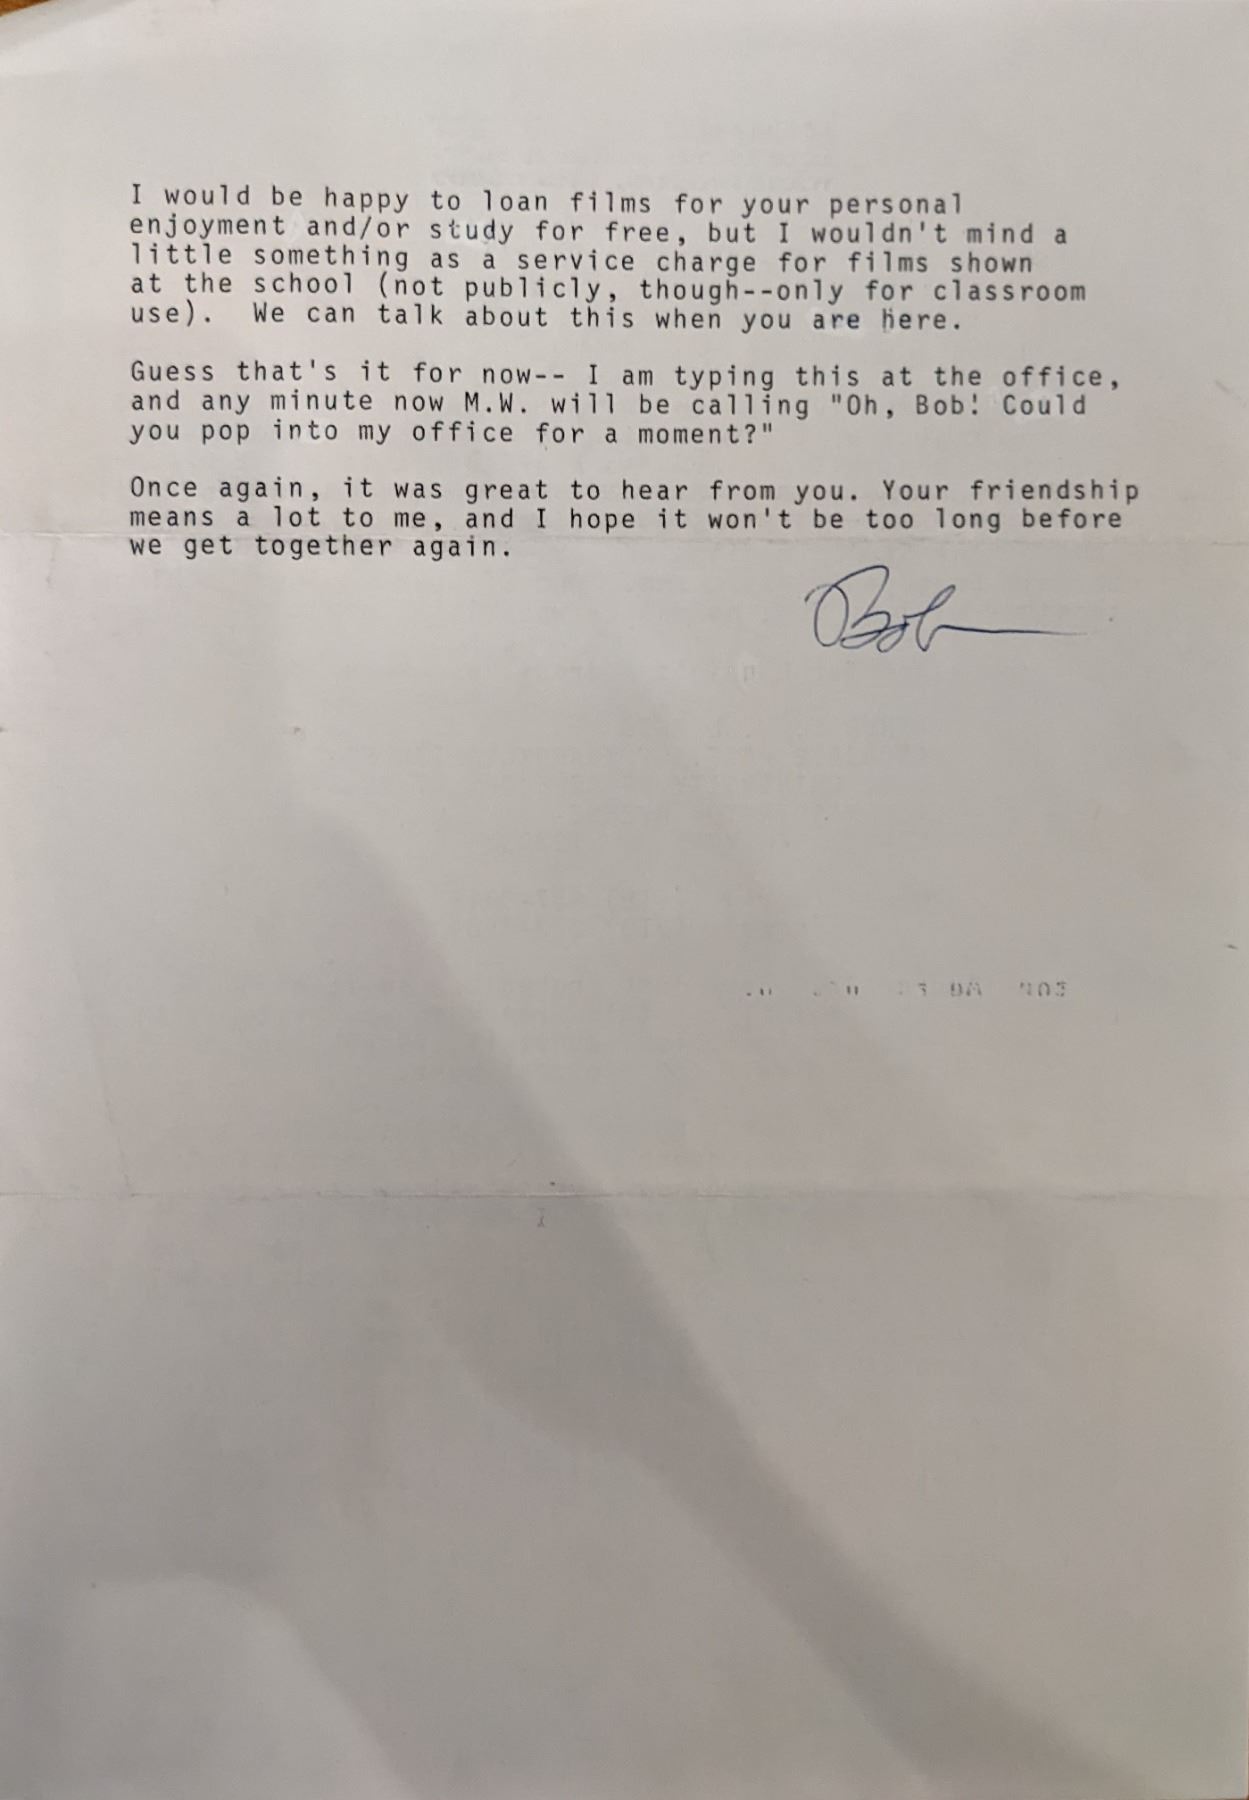 I would be happy to loan films for your personal
enjoyment and/or study for free, but I wouldn't mind a
little something as a service charge for films shown
at the school (not publicly, though--only for classroom
use).  We can talk about this when you are here.
Guess that's it for now-- I am typing this at the office,
and any minute now M.W. will be calling "Oh, Bob! Could
you pop into my office for a moment?"
Once again, it was great to hear from you. Your friendship
means a lot to me, and I hope it won't be too long before
we get together again.
Bob